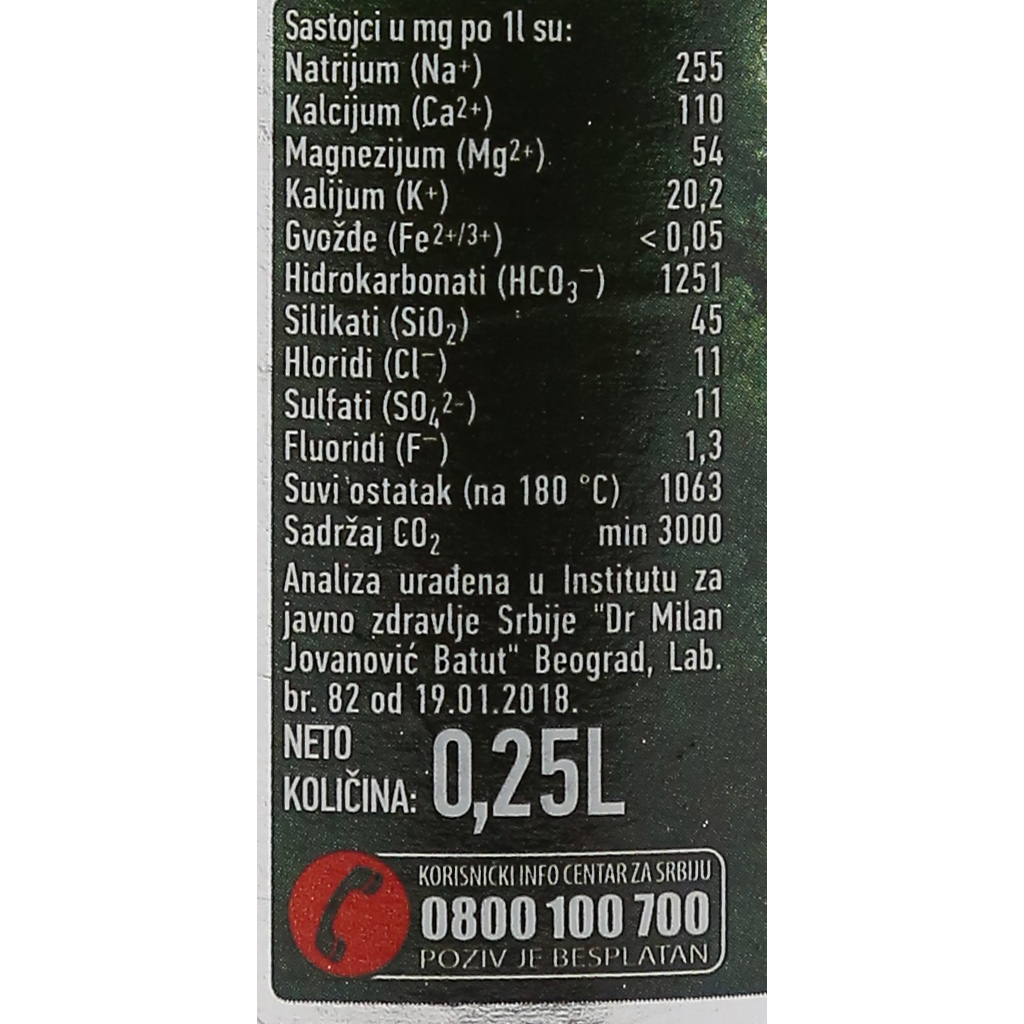 Sastojci u mg po 1l su:
Natrijum (Na⁺) 255
Kalcijum (Ca²⁺) 110
Magnezijum (Mg²⁺) 54
Kalijum (K⁺) 20,2
Gvožđe (Fe²⁺/³⁺) < 0,05
Hidrokarbonati (HCO₃⁻) 1251
Silikati (SiO₂) 45
Hloridi (Cl⁻) 11
Sulfati (SO₄²⁻) 11
Fluoridi (F⁻) 1,3
Suvi ostatak (na 180 °C) 1063
Sadržaj CO₂ min 3000
Analiza urađena u Institutu za
javno zdravlje Srbije "Dr Milan
Jovanović Batut" Beograd, Lab.
br. 82 od 19.01.2018.
NETO
KOLIČINA: 0,25L
KORISNIČKI INFO CENTAR ZA SRBIJU
0800 100 700
POZIV JE BESPLATAN